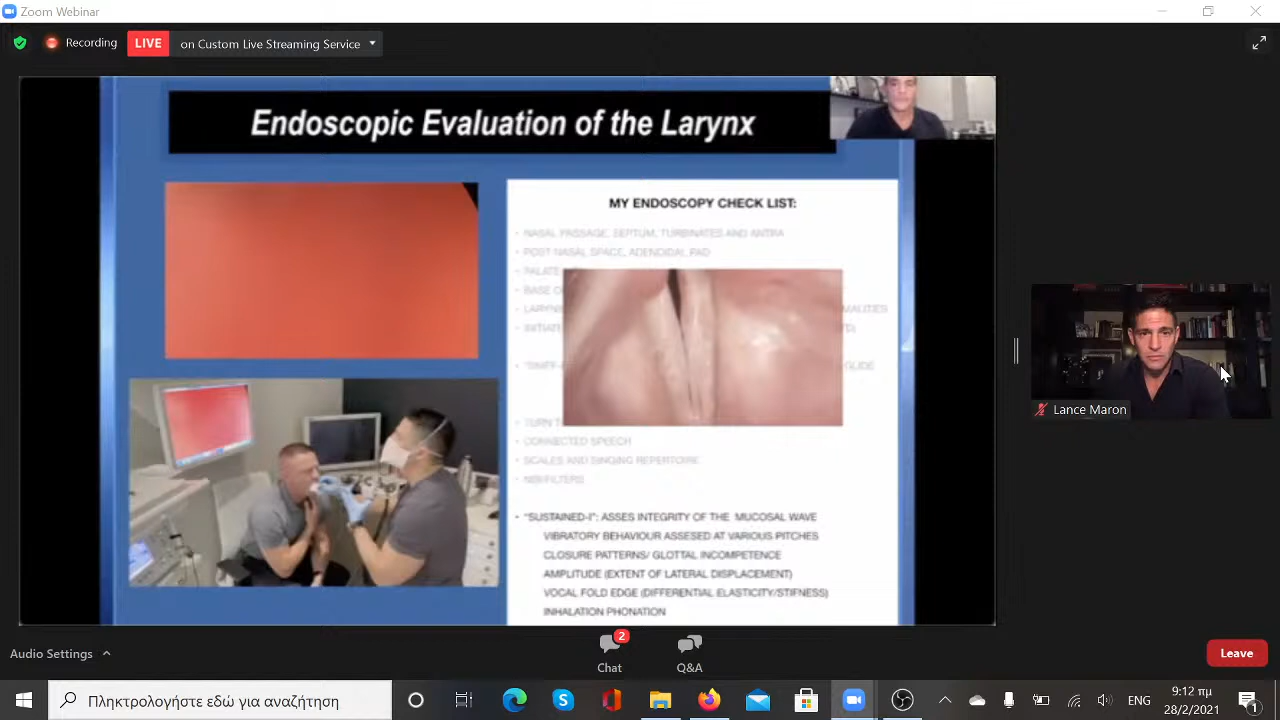 Zoom Webinar
Recording
LIVE
on Custom Live Streaming Service
Endoscopic Evaluation of the Larynx
MY ENDOSCOPY CHECK LIST:
• NASAL PASSAGE, SEPTUM, TURBINATES AND ANTRA
• POST-NASAL SPACE, ADENOIDAL PAD
• PALATE
• BASE
• TURN
• CONNECTED SPEECH
• SCALES AND SINGING REPERTOIRE
• NBI/FILTERS
• "SUSTAINED-I": ASSES INTEGRITY OF THE MUCOSAL WAVE
VIBRATORY BEHAVIOUR ASSESED AT VARIOUS PITCHES
CLOSURE PATTERNS/ GLOTTAL INCOMPETENCE
AMPLITUDE (EXTENT OF LATERAL DISPLACEMENT)
VOCAL FOLD EDGE (DIFFERENTIAL ELASTICITY/STIFNESS)
INHALATION PHONATION
Lance Maron
Audio Settings
2
Chat
Q&A
Leave
Πληκτρολογήστε εδώ για αναζήτηση
ENG
9:12 πμ
28/2/2021
1